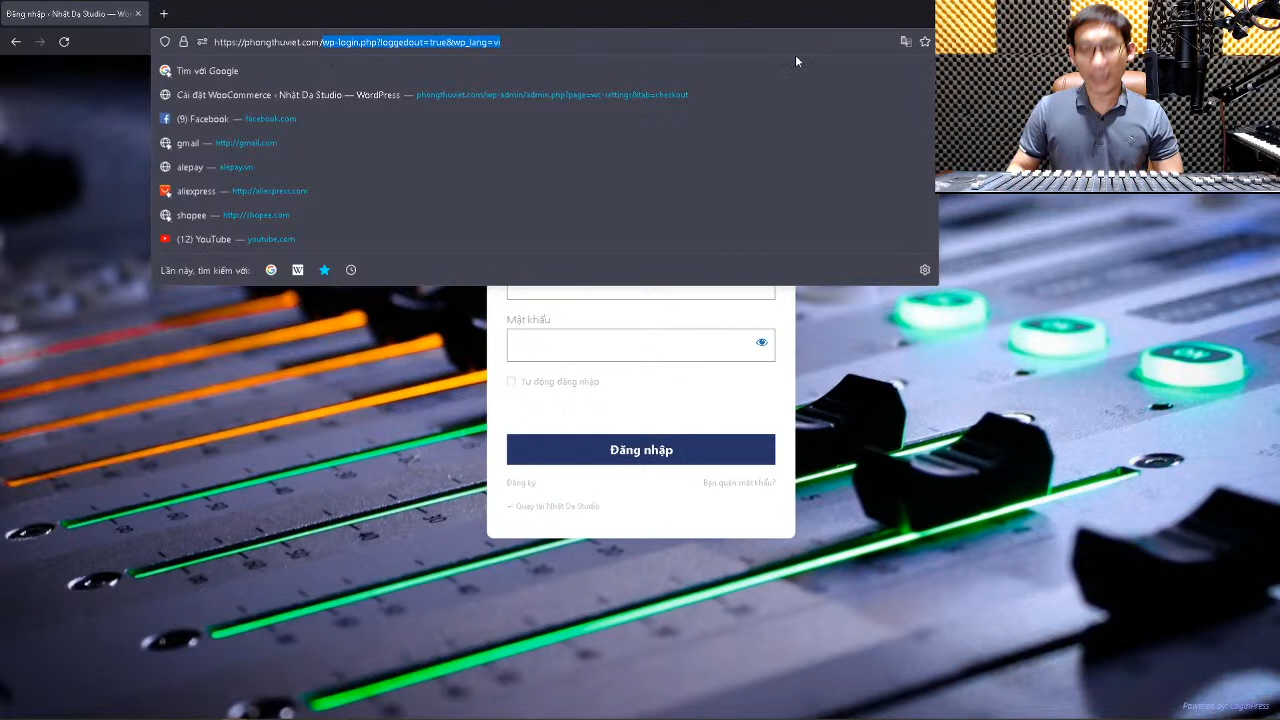 Đăng nhập ‹ Nhật Dạ Studio — Wor
https://phongthuviet.com/wp-login.php?loggedout=true&wp_lang=vi
Tìm với Google
Cài đặt WooCommerce ‹ Nhật Dạ Studio — WordPress — phongthuviet.com/wp-admin/admin.php?page=wc-settings&tab=checkout
(9) Facebook — facebook.com
gmail — http://gmail.com
alepay — alepay.vn
aliexpress — http://aliexpress.com
shopee — http://shopee.com
(12) YouTube — youtube.com
Lần này, tìm kiếm với:
Mật khẩu
Tự động đăng nhập
Đăng nhập
Đăng ký
Bạn quên mật khẩu?
← Quay lại Nhật Dạ Studio
Powered by: LoginPress